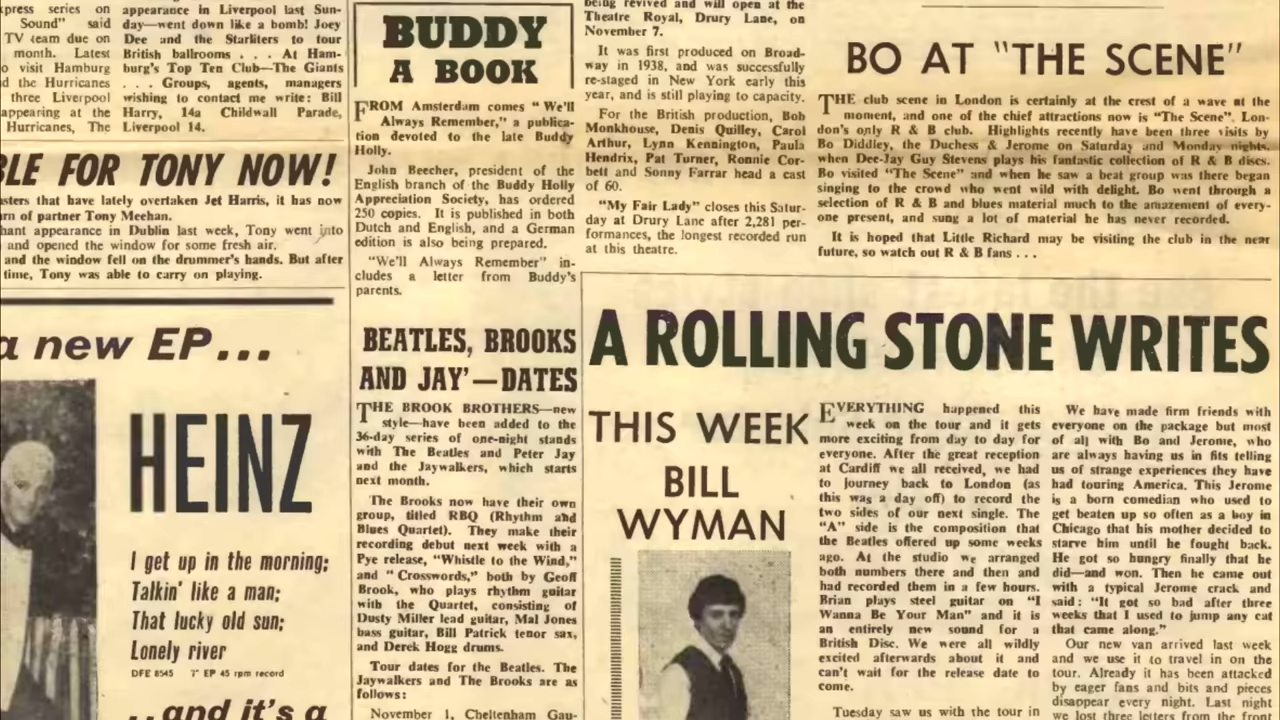 press series on
Sound" said
TV team due on
month. Latest
o visit Hamburg
d the Hurricanes
three Liverpool
appearing at the
Hurricanes, The
appearance in Liverpool last Sun-
day—went down like a bomb! Joey
Dee and the Starliters to tour
British ballrooms . . . At Ham-
burg's Top Ten Club—The Giants
. . . Groups, agents, managers
wishing to contact me write: Bill
Harry, 14a Childwall Parade,
Liverpool 14.
BLE FOR TONY NOW!
sters that have lately overtaken Jet Harris, it has now
rn of partner Tony Meehan.
hant appearance in Dublin last week, Tony went into
and opened the window for some fresh air.
and the window fell on the drummer's hands. But after
time, Tony was able to carry on playing.
a new EP...
HEINZ
I get up in the morning;
Talkin' like a man;
That lucky old sun;
Lonely river
DFE 8545 7" EP 45 rpm record
..and it's a
BUDDY
A BOOK
FROM Amsterdam comes "We'll
Always Remember," a publica-
tion devoted to the late Buddy
Holly.
John Beecher, president of the
English branch of the Buddy Holly
Appreciation Society, has ordered
250 copies. It is published in both
Dutch and English, and a German
edition is also being prepared.
"We'll Always Remember" in-
cludes a letter from Buddy's
parents.
BEATLES, BROOKS
AND JAY'—DATES
THE BROOK BROTHERS—new
style—have been added to the
36-day series of one-night stands
with The Beatles and Peter Jay
and the Jaywalkers, which starts
next month.
The Brooks now have their own
group, titled RBQ (Rhythm and
Blues Quartet). They make their
recording debut next week with a
Pye release, "Whistle to the Wind,"
and "Crosswords," both by Geoff
Brook, who plays rhythm guitar
with the Quartet, consisting of
Dusty Miller lead guitar, Mal Jones
bass guitar, Bill Patrick tenor sax,
and Derek Hogg drums.
Tour dates for the Beatles. The
Jaywalkers and The Brooks are as
follows:
November 1, Cheltenham Gau-
being revived and will open at the
Theatre Royal, Drury Lane, on
November 7.
It was first produced on Broad-
way in 1938, and was successfully
re-staged in New York early this
year, and is still playing to capacity.
For the British production, Bob
Monkhouse, Denis Quilley, Carol
Arthur, Lynn Kennington, Paula
Hendrix, Pat Turner, Ronnie Cor-
bett and Sonny Farrar head a cast
of 60.
"My Fair Lady" closes this Satur-
day at Drury Lane after 2,281 per-
formances, the longest recorded run
at this theatre.
BO AT "THE SCENE"
THE club scene in London is certainly at the crest of a wave at the
moment, and one of the chief attractions now is "The Scene". Lon-
don's only R & B club. Highlights recently have been three visits by
Bo Diddley, the Duchess & Jerome on Saturday and Monday nights,
when Dee-Jay Guy Stevens plays his fantastic collection of R & B discs.
Bo visited "The Scene" and when he saw a beat group was there began
singing to the crowd who went wild with delight. Bo went through a
selection of R & B and blues material much to the amazement of every-
one present, and sung a lot of material he has never recorded.
It is hoped that Little Richard may be visiting the club in the near
future, so watch out R & B fans . . .
A ROLLING STONE WRITES
THIS WEEK
BILL
WYMAN
EVERYTHING happened this
week on the tour and it gets
more exciting from day to day for
everyone. After the great reception
at Cardiff we all received, we had
to journey back to London (as
this was a day off) to record the
two sides of our next single. The
"A" side is the composition that
the Beatles offered up some weeks
ago. At the studio we arranged
both numbers there and then and
had recorded them in a few hours.
Brian plays steel guitar on "I
Wanna Be Your Man" and it is
an entirely new sound for a
British Disc. We were all wildly
excited afterwards about it and
can't wait for the release date to
come.
Tuesday saw us with the tour in
We have made firm friends with
everyone on the package but most
of all with Bo and Jerome, who
are always having us in fits telling
us of strange experiences they have
had touring America. This Jerome
is a born comedian who used to
get beaten up so often as a boy in
Chicago that his mother decided to
starve him until he fought back.
He got so hungry finally that he
did—and won. Then he came out
with a typical Jerome crack and
said: "It got so bad after three
weeks that I used to jump any cat
that came along."
Our new van arrived last week
and we use it to travel in on the
tour. Already it has been attacked
by eager fans and bits and pieces
disappear every night. Last night
we lost three letters from the front